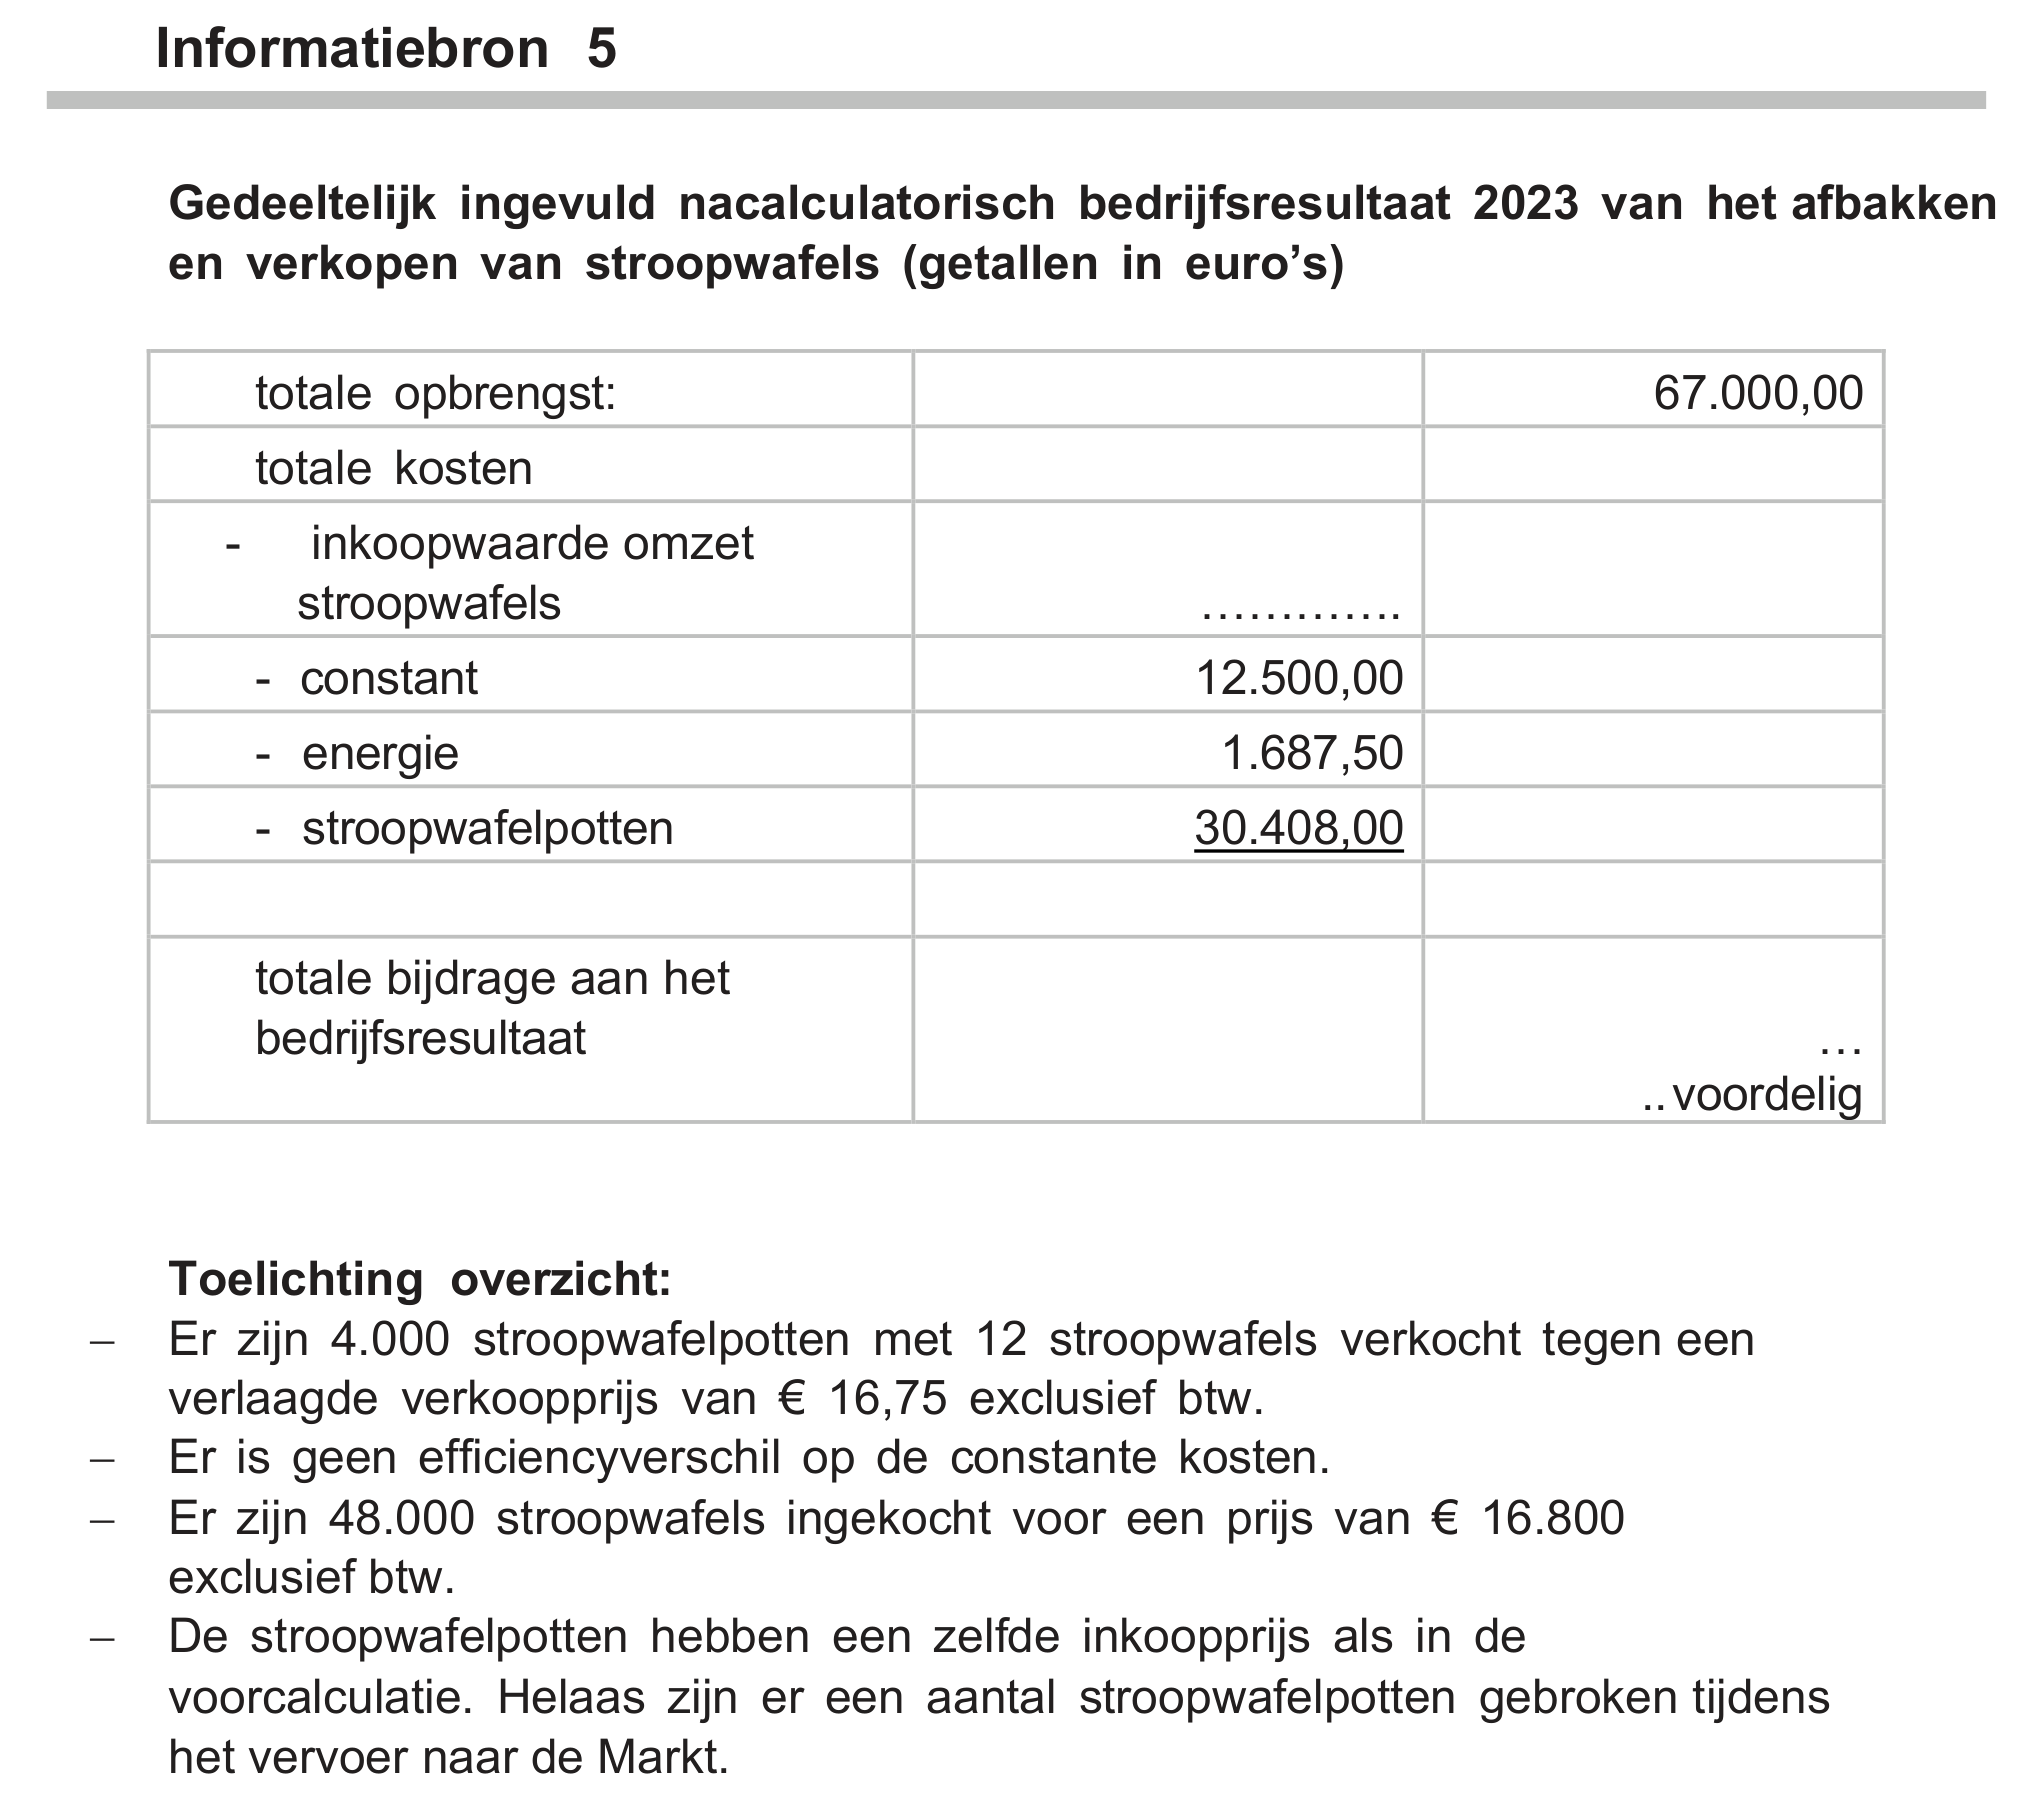 Informatiebron 5
Gedeeltelijk ingevuld nacalculatorisch bedrijfsresultaat 2023 van het afbakken
en verkopen van stroopwafels (getallen in euro’s)
totale opbrengst: 67.000,00
totale kosten
- inkoopwaarde omzet
stroopwafels ………….
- constant 12.500,00
- energie 1.687,50
- stroopwafelpotten 30.408,00
totale bijdrage aan het
bedrijfsresultaat …
..voordelig
Toelichting overzicht:
– Er zijn 4.000 stroopwafelpotten met 12 stroopwafels verkocht tegen een
verlaagde verkoopprijs van € 16,75 exclusief btw.
– Er is geen efficiencyverschil op de constante kosten.
– Er zijn 48.000 stroopwafels ingekocht voor een prijs van € 16.800
exclusief btw.
– De stroopwafelpotten hebben een zelfde inkoopprijs als in de
voorcalculatie. Helaas zijn er een aantal stroopwafelpotten gebroken tijdens
het vervoer naar de Markt.